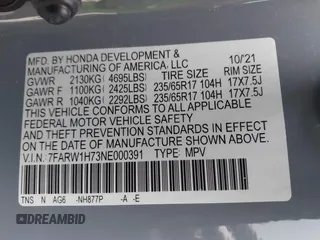 MFD. BY HONDA DEVELOPMENT & 10/21
MANUFACTURING OF AMERICA, LLC
GVWR 2130KG( 4695LBS) TIRE SIZE RIM SIZE
GAWR F 1100KG( 2425LBS) 235/65R17 104H 17X7.5J
GAWR R 1040KG( 2292LBS) 235/65R17 104H 17X7.5J
THIS VEHICLE CONFORMS TO ALL APPLICABLE
FEDERAL MOTOR VEHICLE SAFETY STANDARDS IN
EFFECT ON THE DATE OF MANUFACTURE SHOWN ABOVE.
V.I.N. 7FARW1H73NE000391 TYPE: MPV
TNS N AG6 -NH877P -A -E
DREAMBID